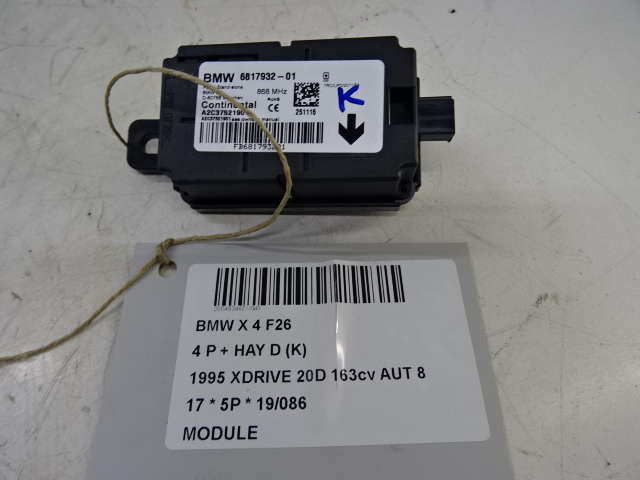 BMW 6817932-01
868 MHz
Continental CE
251116
K
FB6817932
BMW X 4 F26
4 P + HAY D (K)
1995 XDRIVE 20D 163cv AUT 8
17 * 5P * 19/086
MODULE